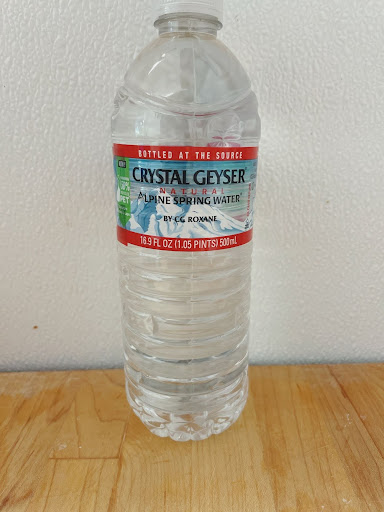 BOTTLED AT THE SOURCE
CRYSTAL GEYSER
NATURAL
ALPINE SPRING WATER
BY CG ROXANE
16.9 FL OZ (1.05 PINTS) 500mL